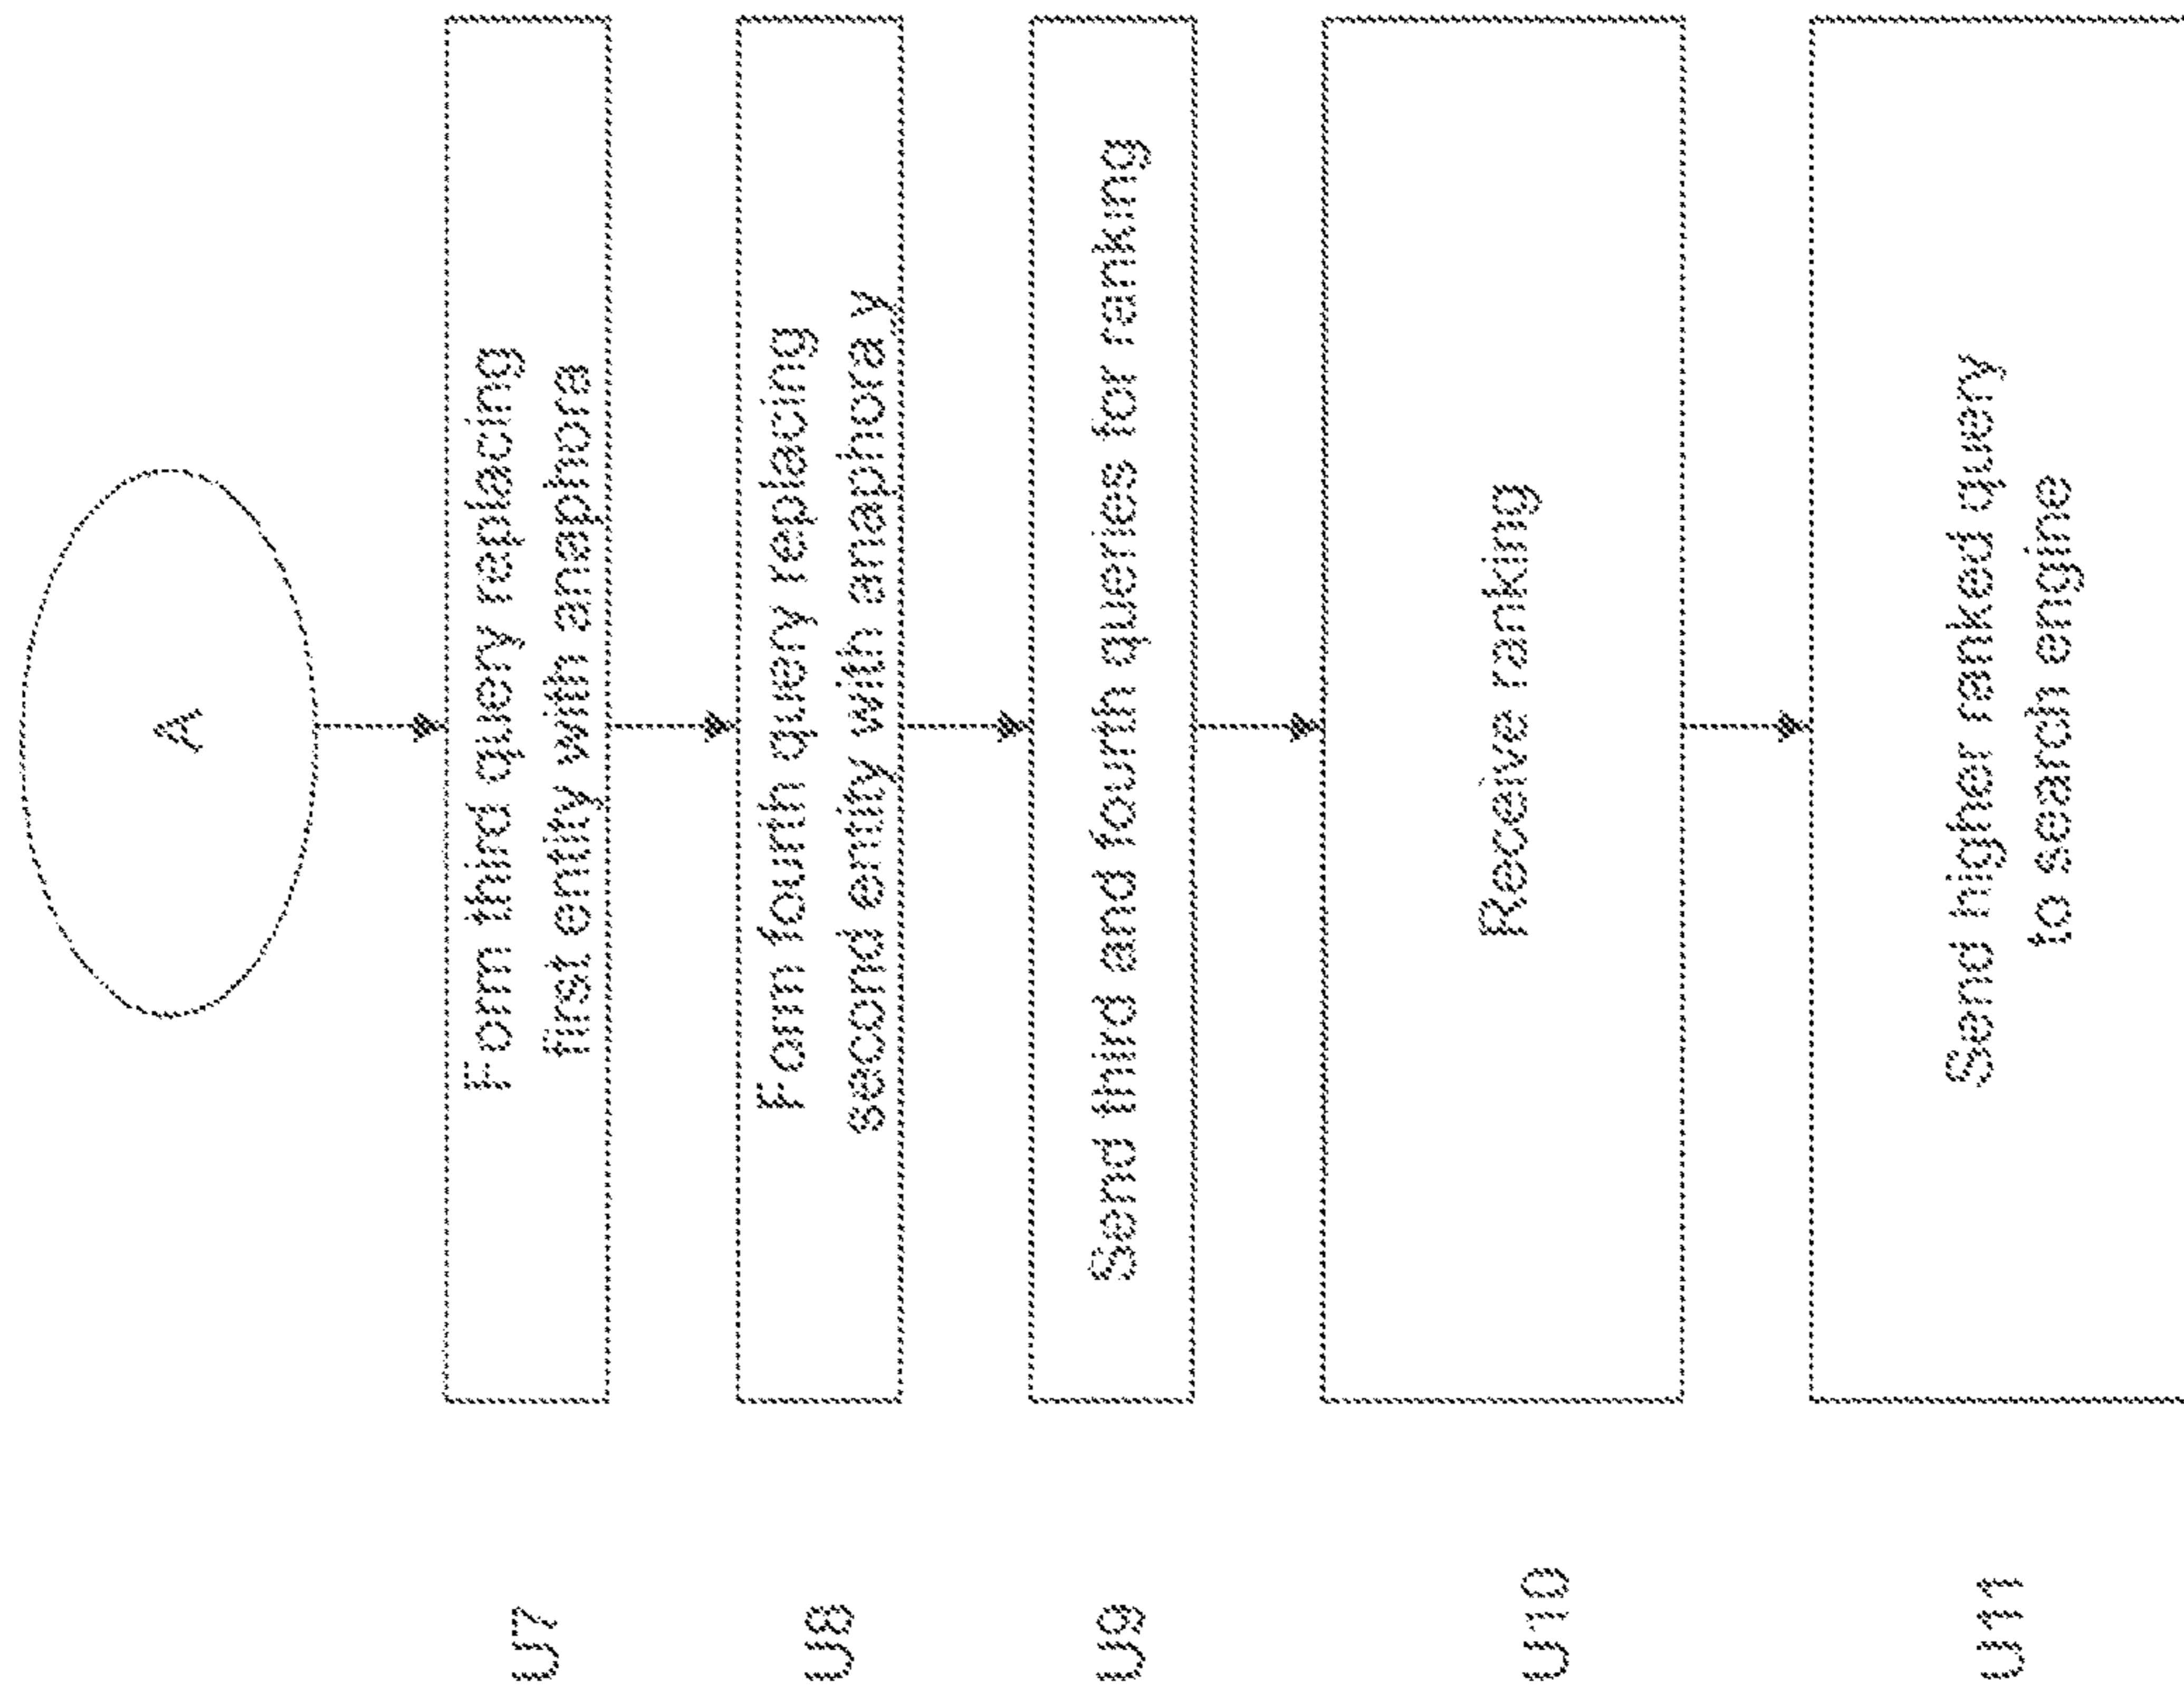 A
U7
Form third query replacing
first entity with anaphora
U8
Form fourth query replacing
second entity with anaphora y
U9
Send third and fourth queries for ranking
U10
Receive ranking
U11
Send higher ranked query
to search engine